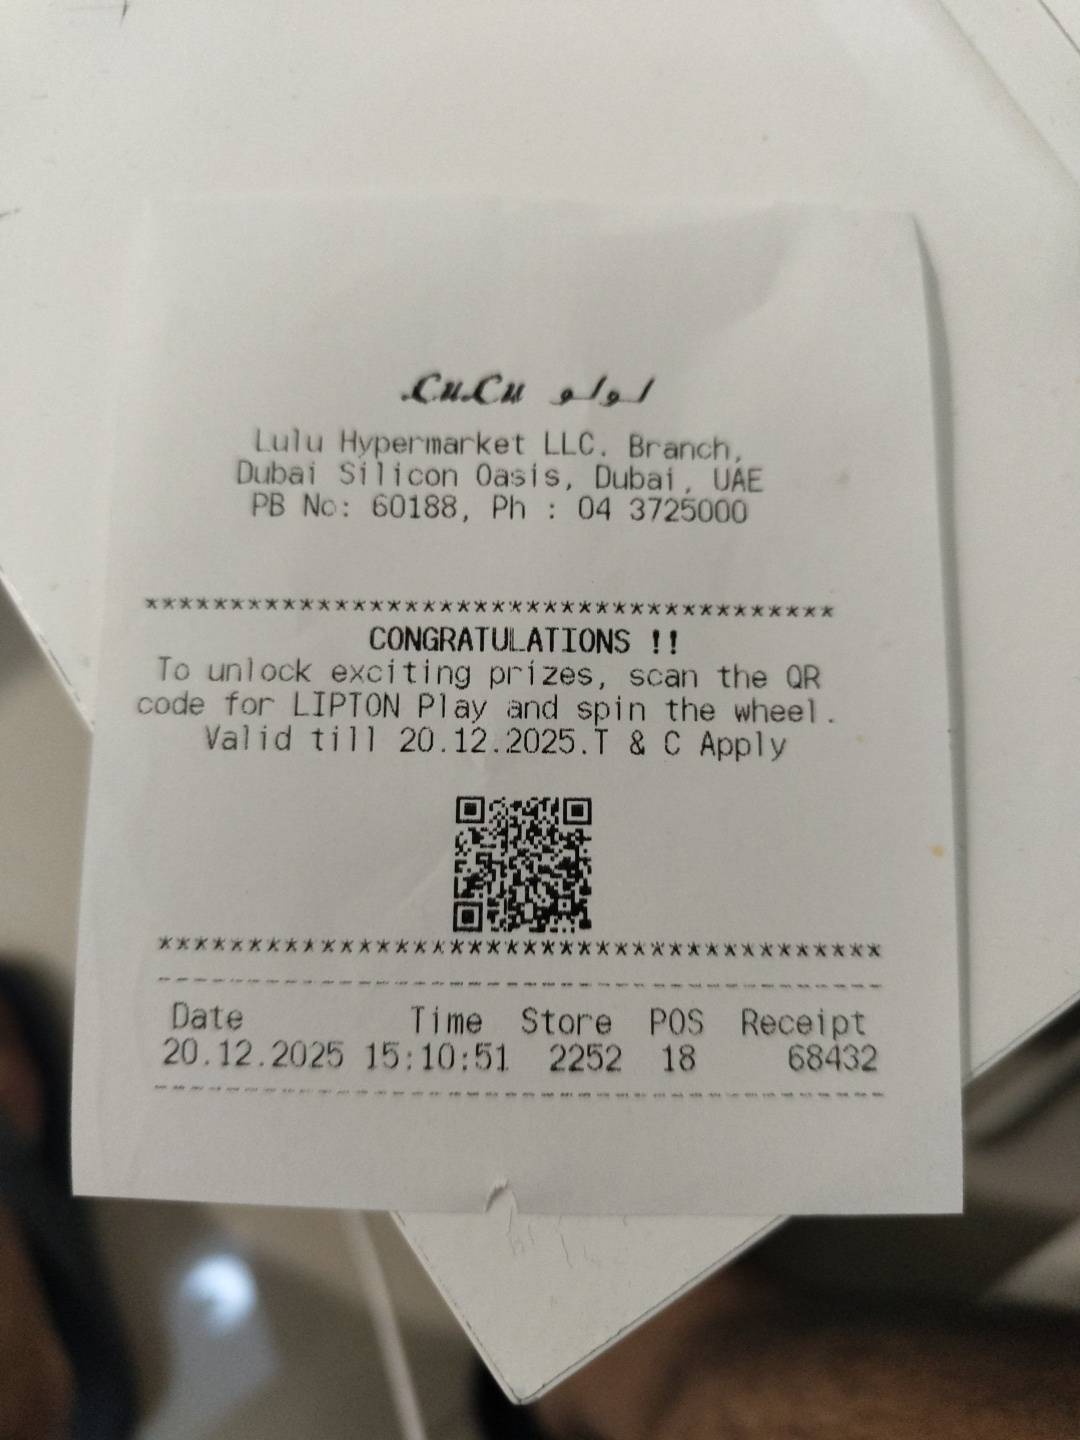 LuLu لولو
Lulu Hypermarket LLC. Branch,
Dubai Silicon Oasis, Dubai, UAE
PB No: 60188, Ph : 04 3725000
****************************************
CONGRATULATIONS !!
To unlock exciting prizes, scan the QR
code for LIPTON Play and spin the wheel.
Valid till 20.12.2025.T & C Apply
****************************************
Date Time Store POS Receipt
20.12.2025 15:10:51 2252 18 68432